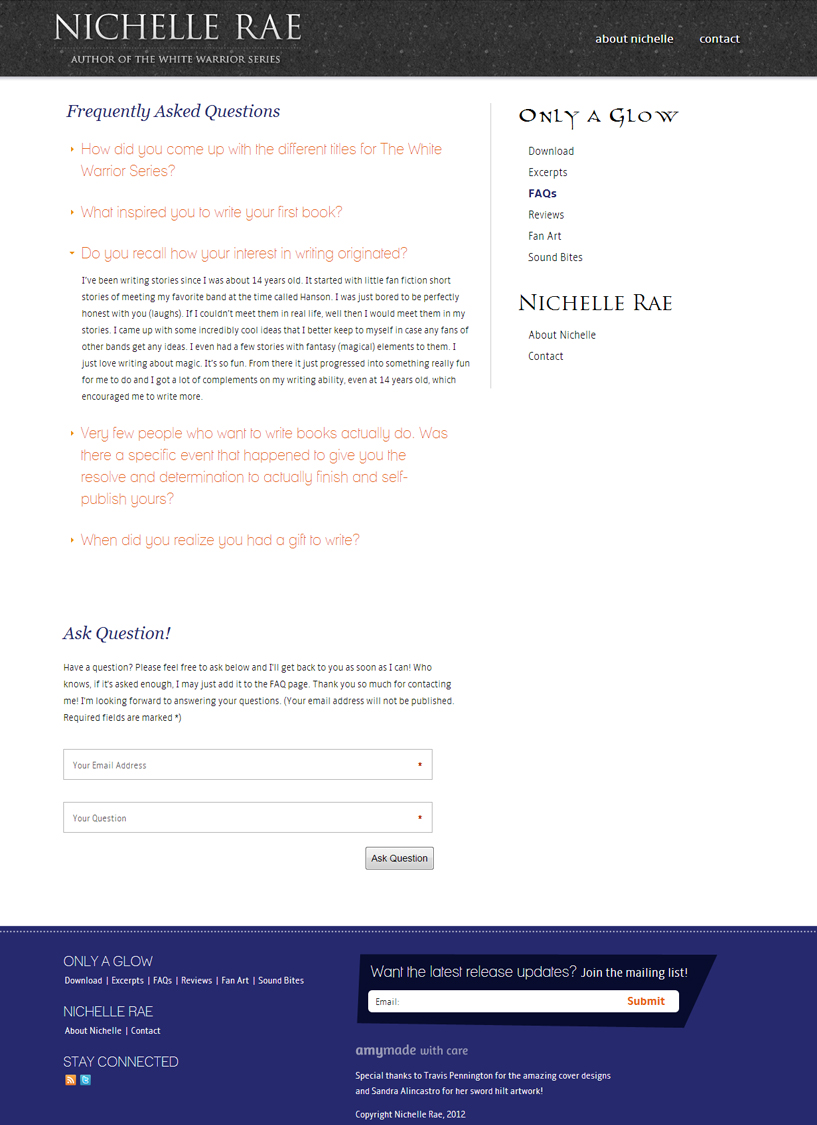 NICHELLE RAE
AUTHOR OF THE WHITE WARRIOR SERIES
about nichelle
contact
Frequently Asked Questions
How did you come up with the different titles for The White
Warrior Series?
What inspired you to write your first book?
Do you recall how your interest in writing originated?
I've been writing stories since I was about 14 years old. It started with little fan fiction short
stories of meeting my favorite band at the time called Hanson. I was just bored to be perfectly
honest with you (laughs). If I couldn't meet them in real life, well then I would meet them in my
stories. I came up with some incredibly cool ideas that I better keep to myself in case any fans of
other bands get any ideas. I even had a few stories with fantasy (magical) elements to them. I
just love writing about magic. It's so fun. From there it just progressed into something really fun
for me to do and I got a lot of complements on my writing ability, even at 14 years old, which
encouraged me to write more.
Very few people who want to write books actually do. Was
there a specific event that happened to give you the
resolve and determination to actually finish and self-
publish yours?
When did you realize you had a gift to write?
Only a Glow
Download
Excerpts
FAQs
Reviews
Fan Art
Sound Bites
Nichelle Rae
About Nichelle
Contact
Ask Question!
Have a question? Please feel free to ask below and I'll get back to you as soon as I can! Who
knows, if it's asked enough, I may just add it to the FAQ page. Thank you so much for contacting
me! I'm looking forward to answering your questions. (Your email address will not be published.
Required fields are marked *)
Your Email Address *
Your Question *
Ask Question
ONLY A GLOW
Download | Excerpts | FAQs | Reviews | Fan Art | Sound Bites
NICHELLE RAE
About Nichelle | Contact
STAY CONNECTED
Want the latest release updates? Join the mailing list!
Email: Submit
amymade with care
Special thanks to Travis Pennington for the amazing cover designs
and Sandra Alincastro for her sword hilt artwork!
Copyright Nichelle Rae, 2012